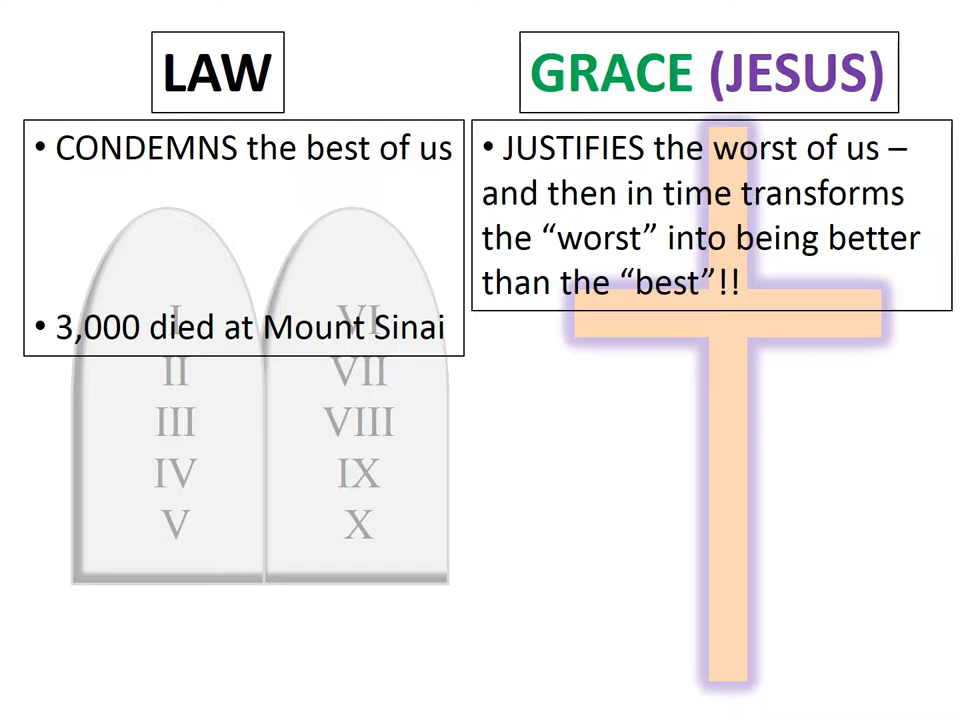 LAW
• CONDEMNS the best of us
• 3,000 died at Mount Sinai
I
II
III
IV
V
VI
VII
VIII
IX
X
GRACE (JESUS)
• JUSTIFIES the worst of us –
and then in time transforms
the “worst” into being better
than the “best”!!